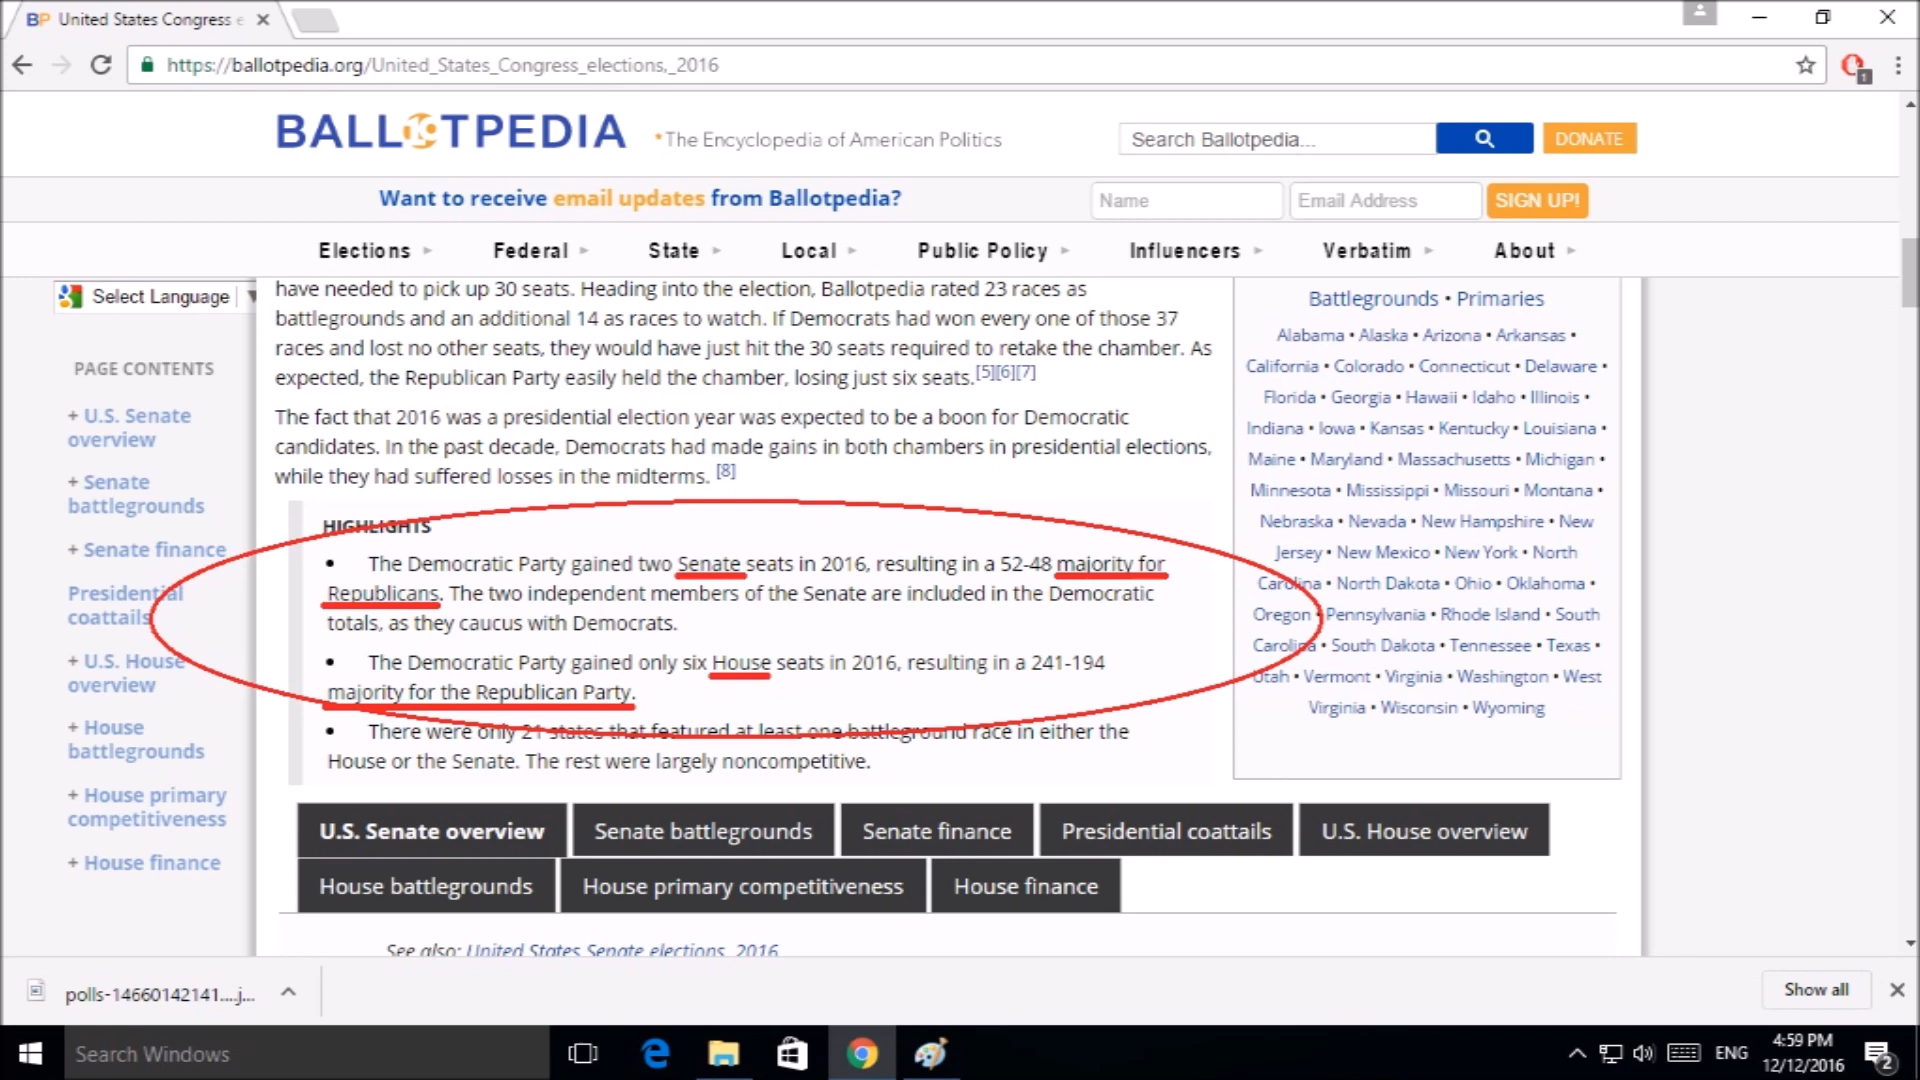 BP United States Congress e
https://ballotpedia.org/United_States_Congress_elections,_2016
1
BALLOTPEDIA
*The Encyclopedia of American Politics
Search Ballotpedia...
DONATE
Want to receive email updates from Ballotpedia?
Name
Email Address
SIGN UP!
Elections
Federal
State
Local
Public Policy
Influencers
Verbatim
About
Select Language
PAGE CONTENTS
+ U.S. Senate
overview
+ Senate
battlegrounds
+ Senate finance
Presidential
coattails
+ U.S. House
overview
+ House
battlegrounds
+ House primary
competitiveness
+ House finance
have needed to pick up 30 seats. Heading into the election, Ballotpedia rated 23 races as
battlegrounds and an additional 14 as races to watch. If Democrats had won every one of those 37
races and lost no other seats, they would have just hit the 30 seats required to retake the chamber. As
expected, the Republican Party easily held the chamber, losing just six seats.[5][6][7]
The fact that 2016 was a presidential election year was expected to be a boon for Democratic
candidates. In the past decade, Democrats had made gains in both chambers in presidential elections,
while they had suffered losses in the midterms. [8]
HIGHLIGHTS
• The Democratic Party gained two Senate seats in 2016, resulting in a 52-48 majority for
Republicans. The two independent members of the Senate are included in the Democratic
totals, as they caucus with Democrats.
• The Democratic Party gained only six House seats in 2016, resulting in a 241-194
majority for the Republican Party.
• There were only 21 states that featured at least one battleground race in either the
House or the Senate. The rest were largely noncompetitive.
Battlegrounds • Primaries
Alabama • Alaska • Arizona • Arkansas •
California • Colorado • Connecticut • Delaware •
Florida • Georgia • Hawaii • Idaho • Illinois •
Indiana • Iowa • Kansas • Kentucky • Louisiana •
Maine • Maryland • Massachusetts • Michigan •
Minnesota • Mississippi • Missouri • Montana •
Nebraska • Nevada • New Hampshire • New
Jersey • New Mexico • New York • North
Carolina • North Dakota • Ohio • Oklahoma •
Oregon • Pennsylvania • Rhode Island • South
Carolina • South Dakota • Tennessee • Texas •
Utah • Vermont • Virginia • Washington • West
Virginia • Wisconsin • Wyoming
U.S. Senate overview
Senate battlegrounds
Senate finance
Presidential coattails
U.S. House overview
House battlegrounds
House primary competitiveness
House finance
See also: United States Senate elections, 2016
polls-14660142141....j...
Show all
Search Windows
ENG
4:59 PM
12/12/2016
2